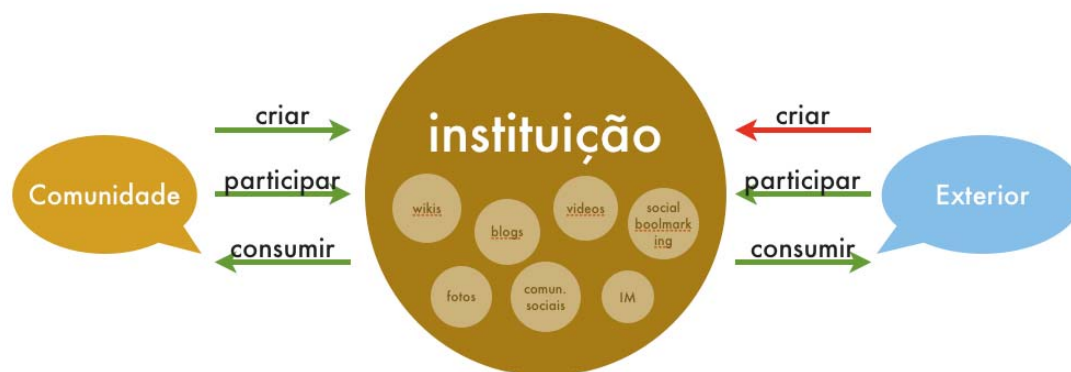 criar
criar
instituição
Comunidade
participar
participar
Exterior
wikis
blogs
videos
social
boolmark
ing
consumir
consumir
fotos
comun.
sociais
IM